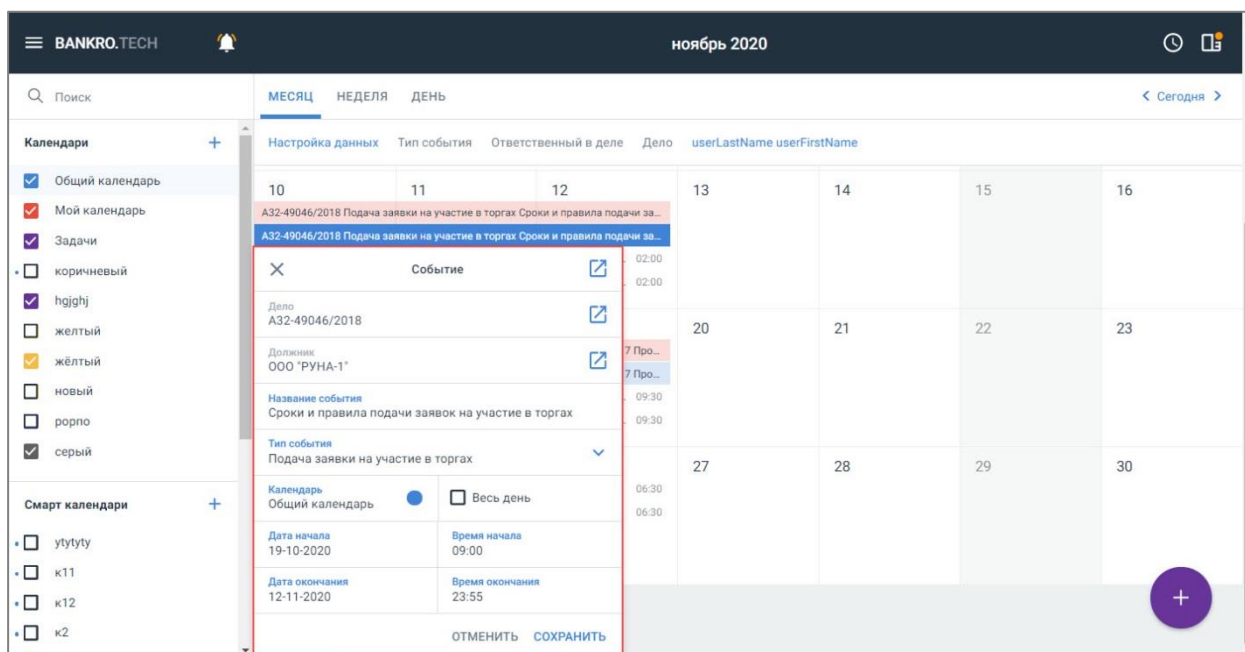 BANKRO.TECH
ноябрь 2020
Поиск
МЕСЯЦ НЕДЕЛЯ ДЕНЬ
Сегодня
Календари
Настройка данных Тип события Ответственный в деле Дело userLastName userFirstName
Общий календарь
Мой календарь
Задачи
коричневый
hgjghj
желтый
жёлтый
новый
рорпо
серый
Смарт календари
ytytyty
к11
к12
к2
10 11 12 13 14 15 16
А32-49046/2018 Подача заявки на участие в торгах Сроки и правила подачи за...
А32-49046/2018 Подача заявки на участие в торгах Сроки и правила подачи за...
02:00
02:00
20 21 22 23
7 Про...
7 Про...
09:30
09:30
27 28 29 30
06:30
06:30
Событие
Дело
А32-49046/2018
Должник
ООО "РУНА-1"
Название события
Сроки и правила подачи заявок на участие в торгах
Тип события
Подача заявки на участие в торгах
Календарь
Общий календарь
Весь день
Дата начала
19-10-2020
Время начала
09:00
Дата окончания
12-11-2020
Время окончания
23:55
ОТМЕНИТЬ СОХРАНИТЬ